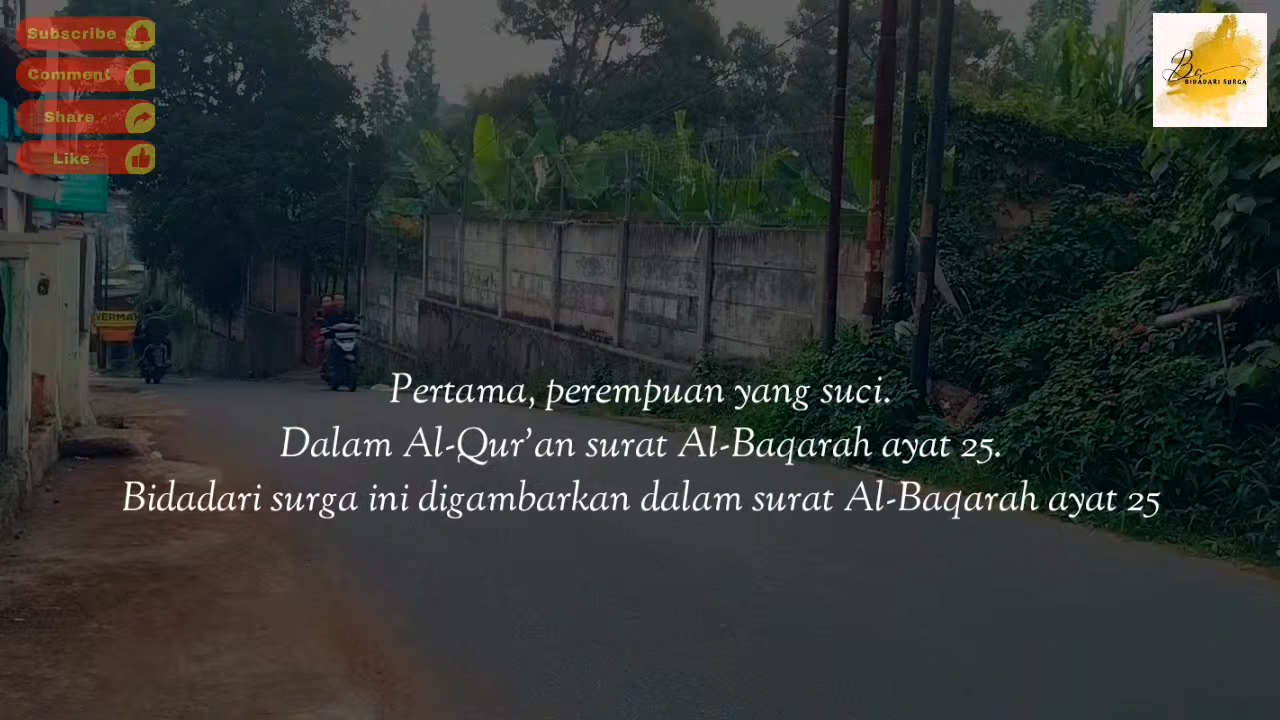 Subscribe
Comment
Share
Like
BIDADARI SURGA
Pertama, perempuan yang suci.
Dalam Al-Qur'an surat Al-Baqarah ayat 25.
Bidadari surga ini digambarkan dalam surat Al-Baqarah ayat 25